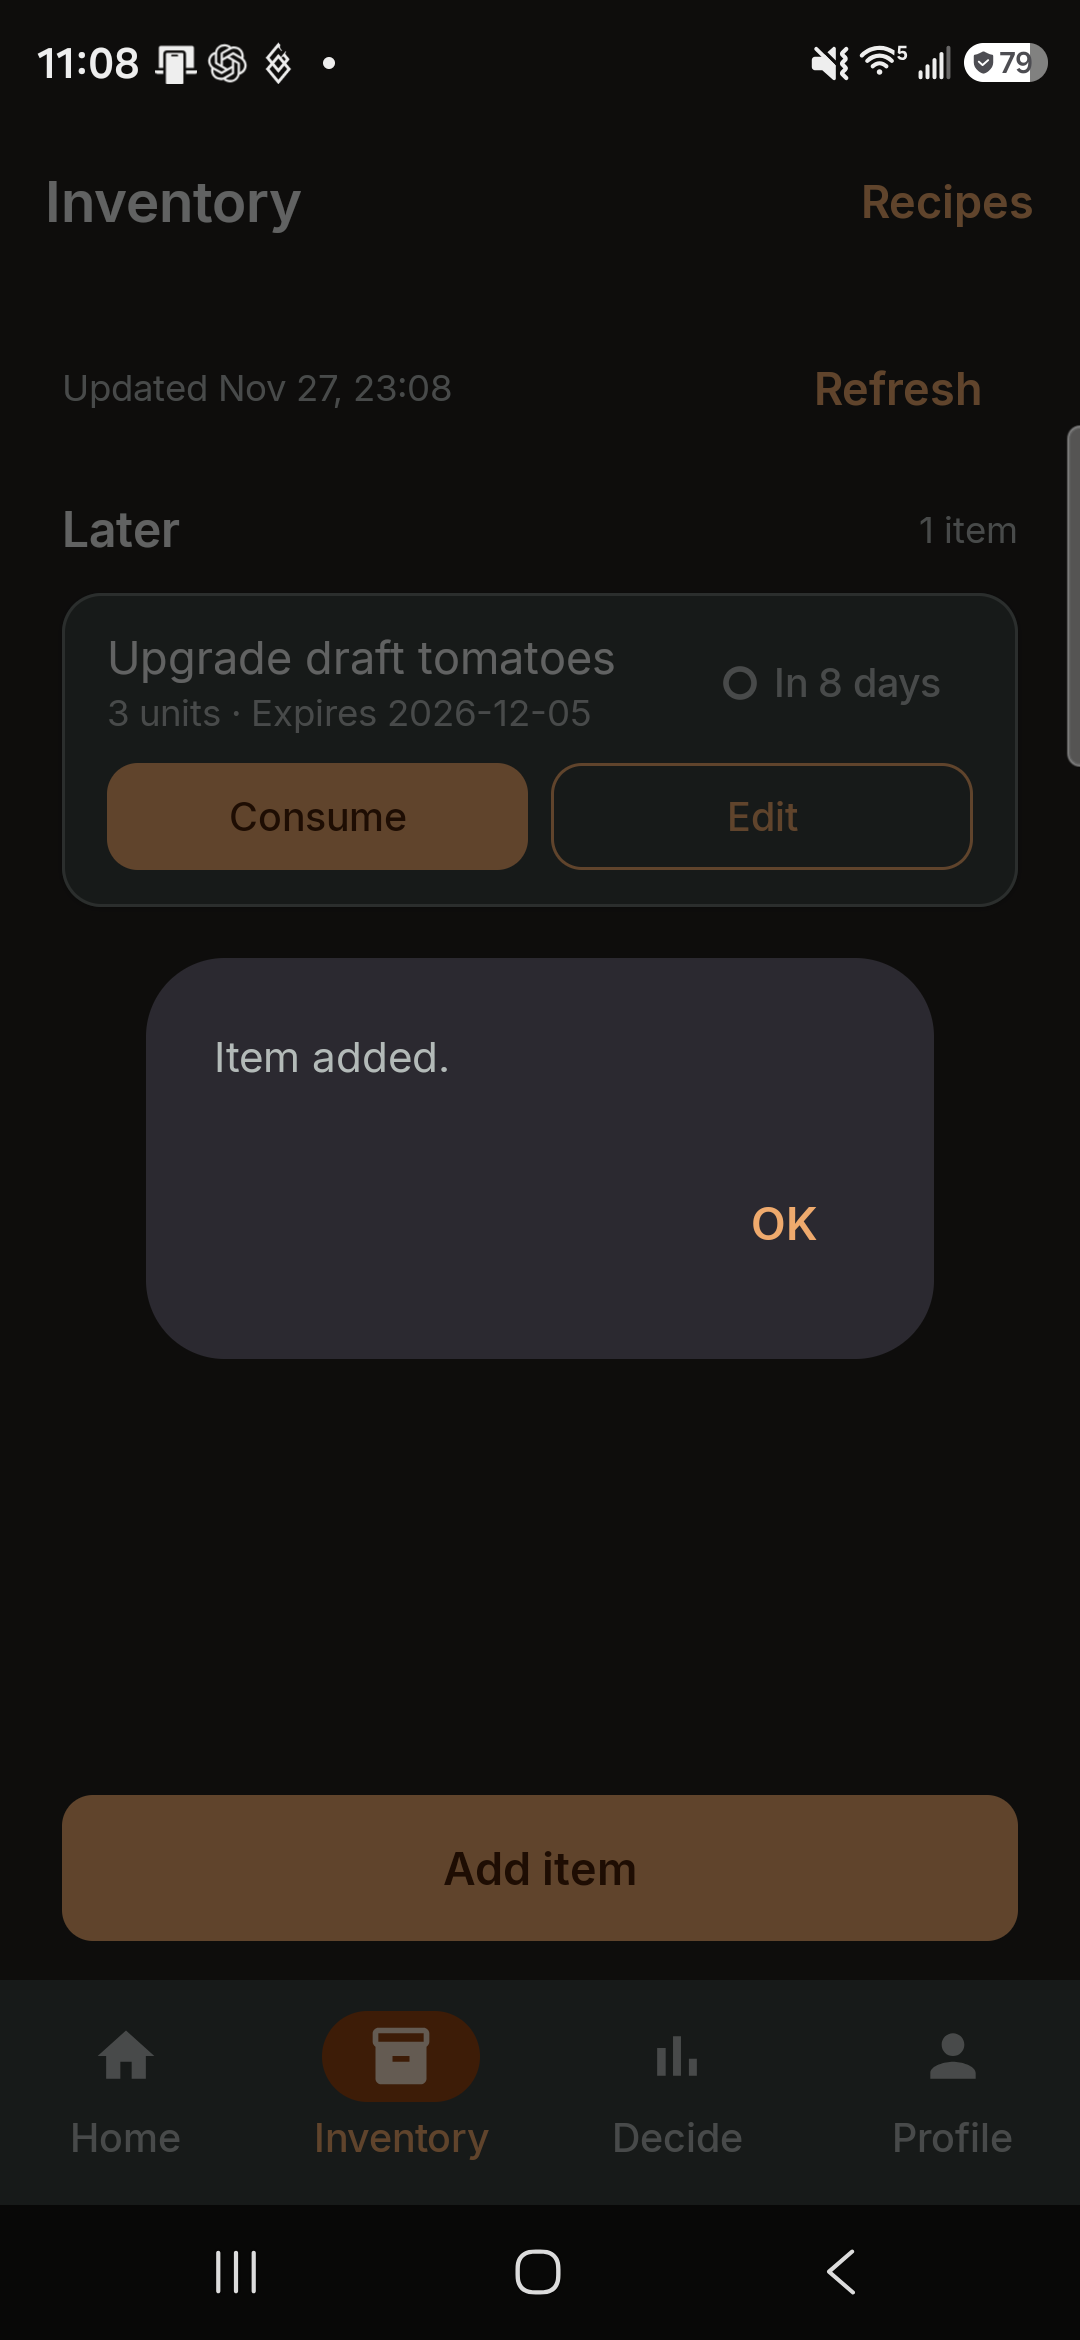 11:08
5
79
Inventory
Recipes
Updated Nov 27, 23:08
Refresh
Later
1 item
Upgrade draft tomatoes
In 8 days
3 units · Expires 2026-12-05
Consume
Edit
Item added.
OK
Add item
Home
Inventory
Decide
Profile